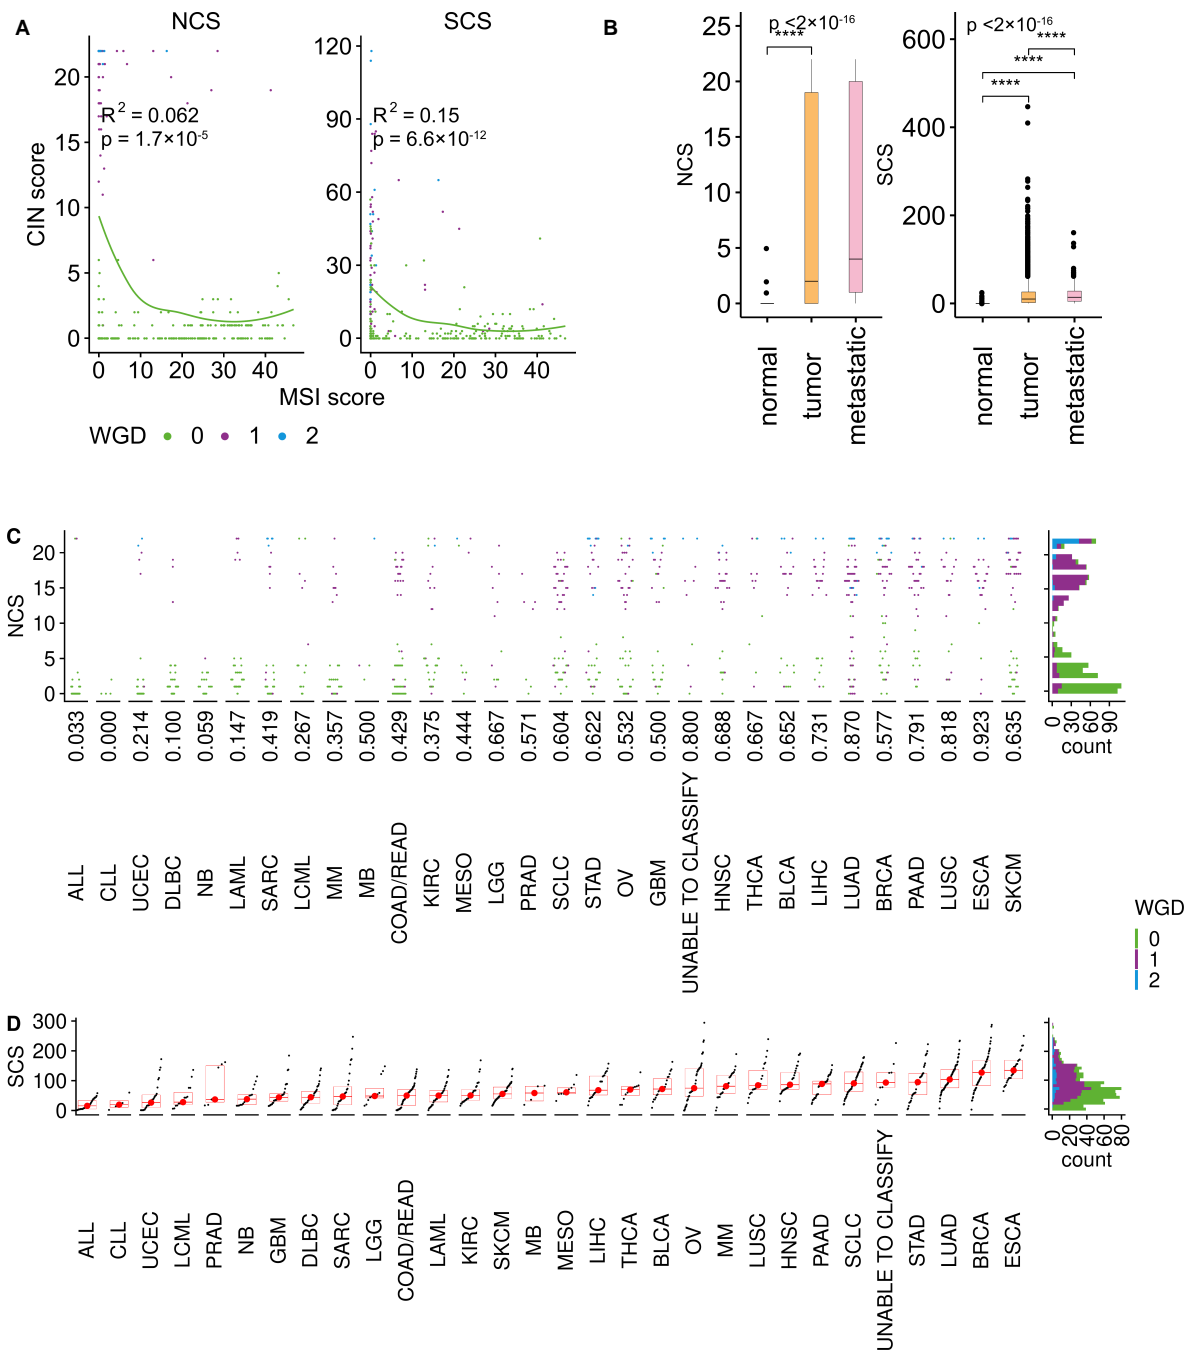 A
NCS
SCS
B
CIN score
20
15
10
5
0
R2 = 0.062
p = 1.7×10-5
0 10 20 30 40
120
90
60
30
0
R2 = 0.15
p = 6.6×10-12
0 10 20 30 40
MSI score
WGD 0 1 2
NCS
25
20
15
10
5
0
p <2×10-16
****
normal
tumor
metastatic
SCS
600
400
200
0
p <2×10-16
****
****
****
normal
tumor
metastatic
C
NCS
20
15
10
5
0
0.033 0.000 0.214 0.100 0.059 0.147 0.419 0.267 0.357 0.500 0.429 0.375 0.444 0.667 0.571 0.604 0.622 0.532 0.500 0.800 0.688 0.667 0.652 0.731 0.870 0.577 0.791 0.818 0.923 0.635
0 30 60 90
count
ALL CLL UCEC DLBC NB LAML SARC LCML MM MB COAD/READ KIRC MESO LGG PRAD SCLC STAD OV GBM UNABLE TO CLASSIFY HNSC THCA BLCA LIHC LUAD BRCA PAAD LUSC ESCA SKCM
WGD
0
1
2
D
SCS
300
200
100
0
0 20 40 60 80
count
ALL CLL UCEC LCML PRAD NB GBM DLBC SARC LGG COAD/READ LAML KIRC SKCM MB MESO LIHC THCA BLCA OV MM LUSC HNSC PAAD SCLC UNABLE TO CLASSIFY STAD LUAD BRCA ESCA